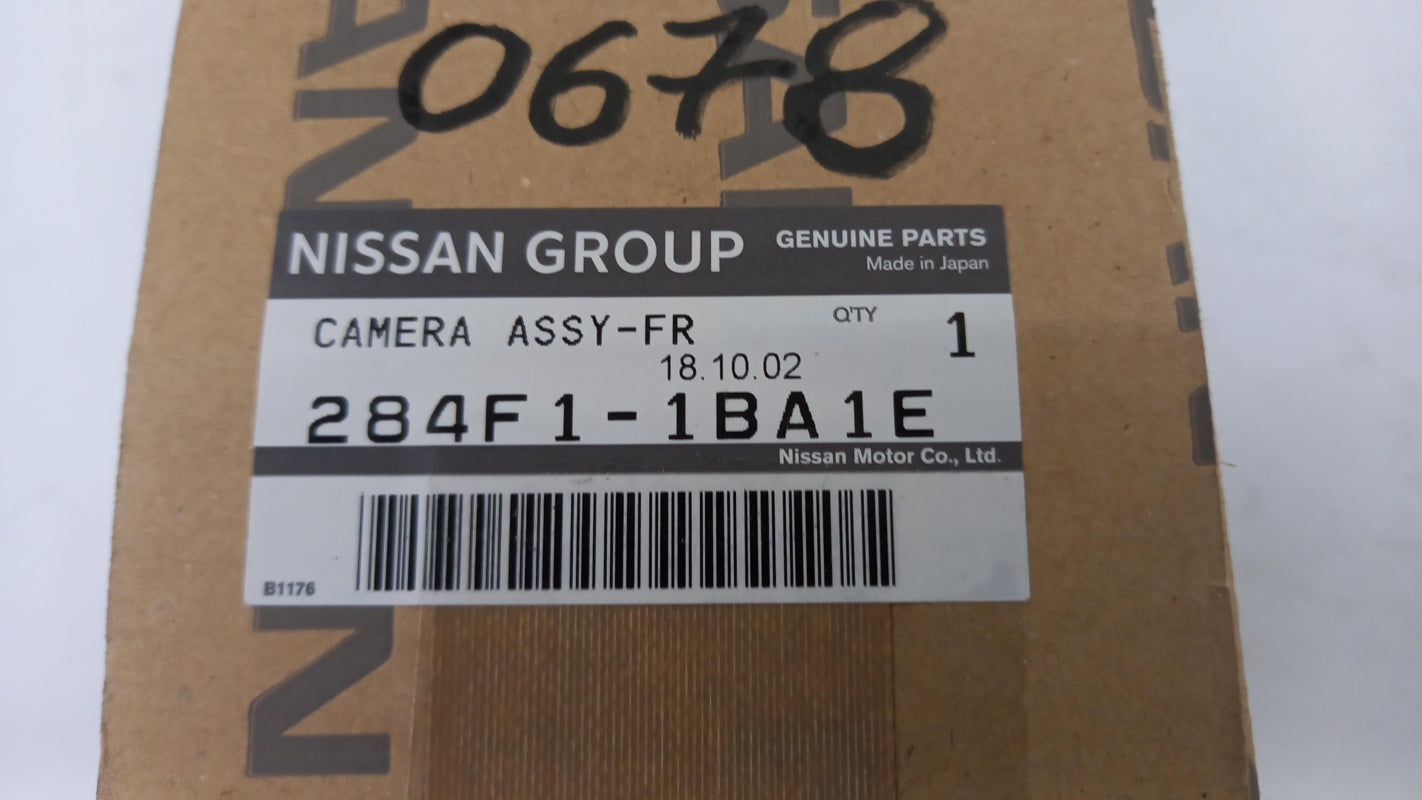 0678
NISSAN GROUP GENUINE PARTS
Made in Japan
CAMERA ASSY-FR Q'TY 1
18.10.02
284F1-1BA1E
Nissan Motor Co., Ltd.
B1176